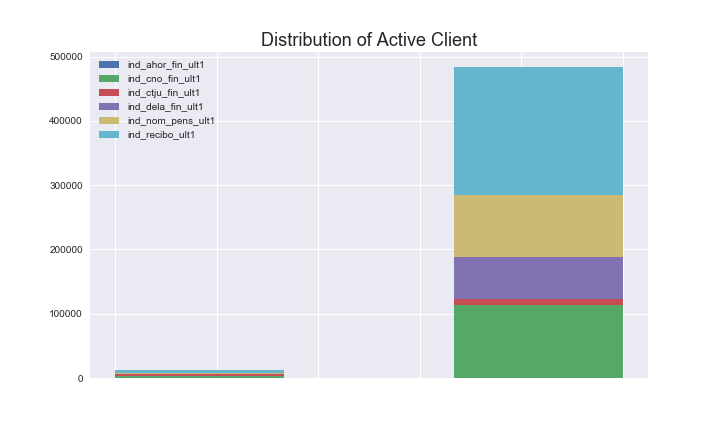 Distribution of Active Client
500000
400000
300000
200000
100000
0
ind_ahor_fin_ult1
ind_cno_fin_ult1
ind_ctju_fin_ult1
ind_dela_fin_ult1
ind_nom_pens_ult1
ind_recibo_ult1